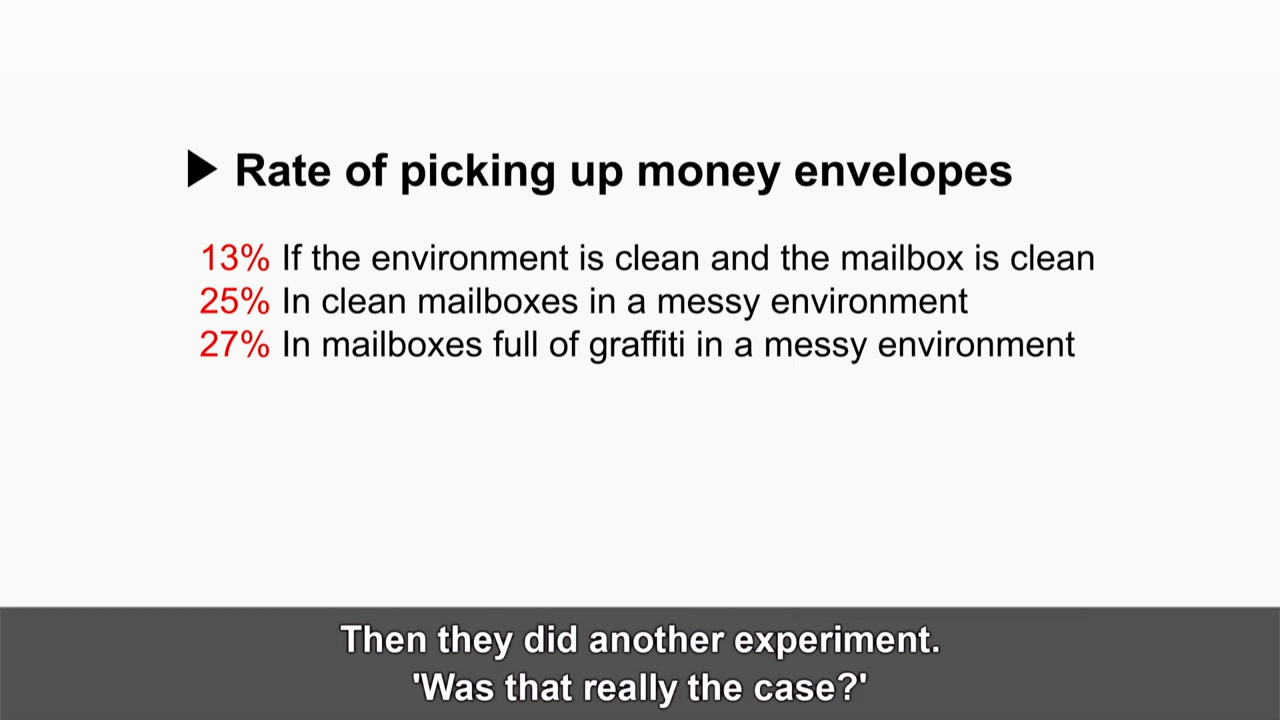 ▶ Rate of picking up money envelopes
13% If the environment is clean and the mailbox is clean
25% In clean mailboxes in a messy environment
27% In mailboxes full of graffiti in a messy environment
Then they did another experiment.
'Was that really the case?'